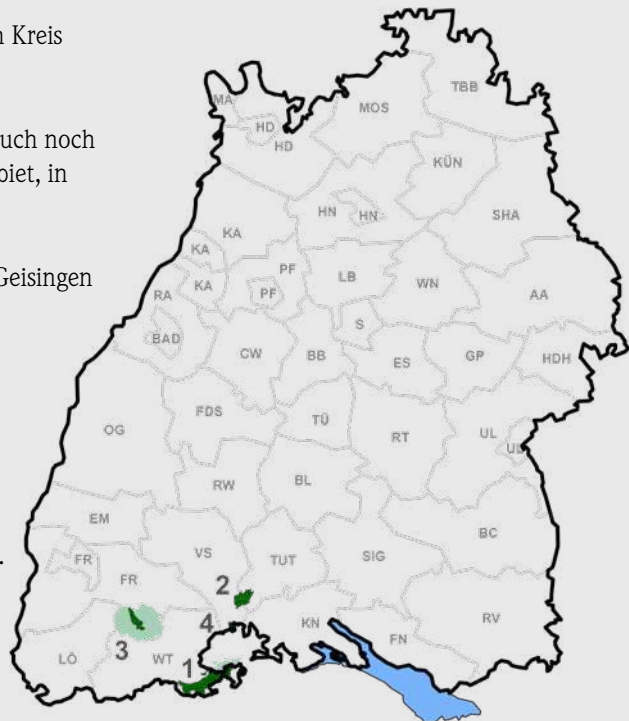 Kreis
uch noch
biet, in
Geisingen
.
MA
HD
HD
MOS
TBB
KÜN
HN
HN
SHA
KA
KA
KA
PF
PF
LB
WN
RA
BAD
S
AA
CW
BB
ES
GP
HDH
OG
FDS
TÜ
RT
UL
UL
RW
BL
EM
BC
FR
FR
VS
TUT
SIG
2
4
3
KN
FN
RV
LÖ
WT
1